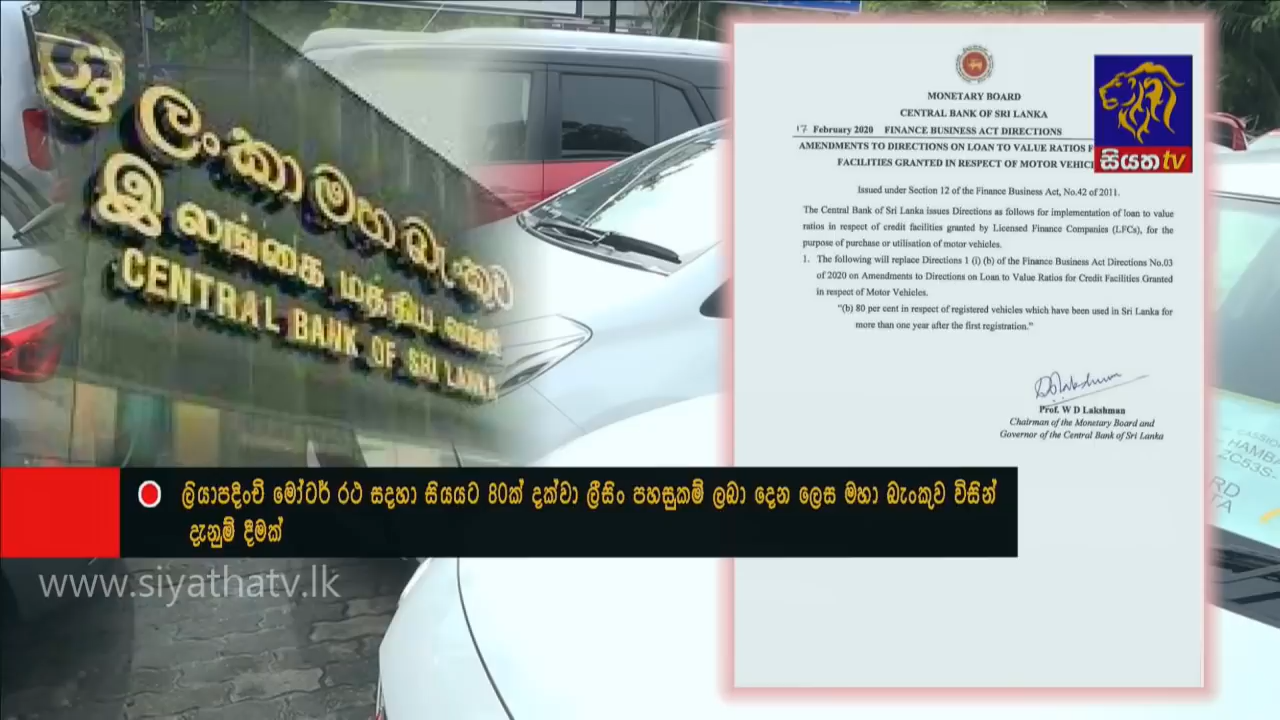 ශ්‍රී ලංකා මහ බැංකුව
இலங்கை மத்திய வங்கி
CENTRAL BANK OF SRI LANKA
MONETARY BOARD
CENTRAL BANK OF SRI LANKA
17 February 2020 FINANCE BUSINESS ACT DIRECTIONS
AMENDMENTS TO DIRECTIONS ON LOAN TO VALUE RATIOS F
FACILITIES GRANTED IN RESPECT OF MOTOR VEHIC
සියත tv
Issued under Section 12 of the Finance Business Act, No.42 of 2011.
The Central Bank of Sri Lanka issues Directions as follows for implementation of loan to value
ratios in respect of credit facilities granted by Licensed Finance Companies (LFCs), for the
purpose of purchase or utilisation of motor vehicles.
1. The following will replace Directions 1 (i) (b) of the Finance Business Act Directions No.03
of 2020 on Amendments to Directions on Loan to Value Ratios for Credit Facilities Granted
in respect of Motor Vehicles.
"(b) 80 per cent in respect of registered vehicles which have been used in Sri Lanka for
more than one year after the first registration."
Prof. W D Lakshman
Chairman of the Monetary Board and
Governor of the Central Bank of Sri Lanka
ලියාපදිංචි මෝටර් රථ සදහා සියයට 80ක් දක්වා ලීසිං පහසුකම් ලබා දෙන ලෙස මහා බැංකුව විසින්
දැනුම් දීමක්
www.siyathatv.lk